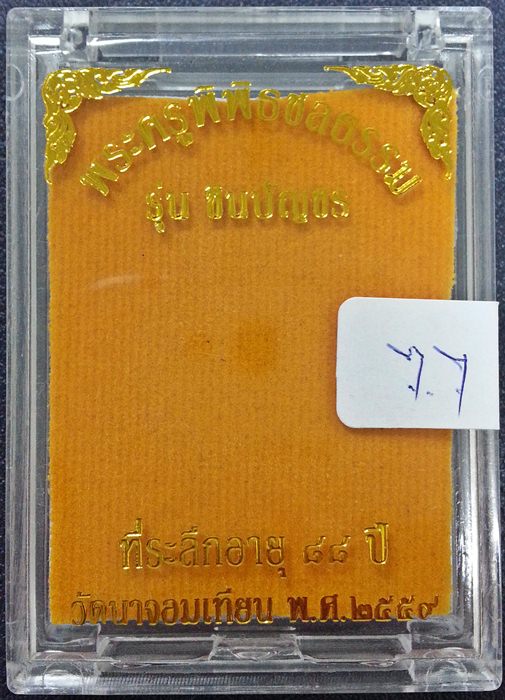 พระครูพิพิธชลธรรม
รุ่น ชินบัญชร
ที่ระลึกอายุ ๘๘ ปี
วัดนาจอมเทียน พ.ศ.๒๕๕๙